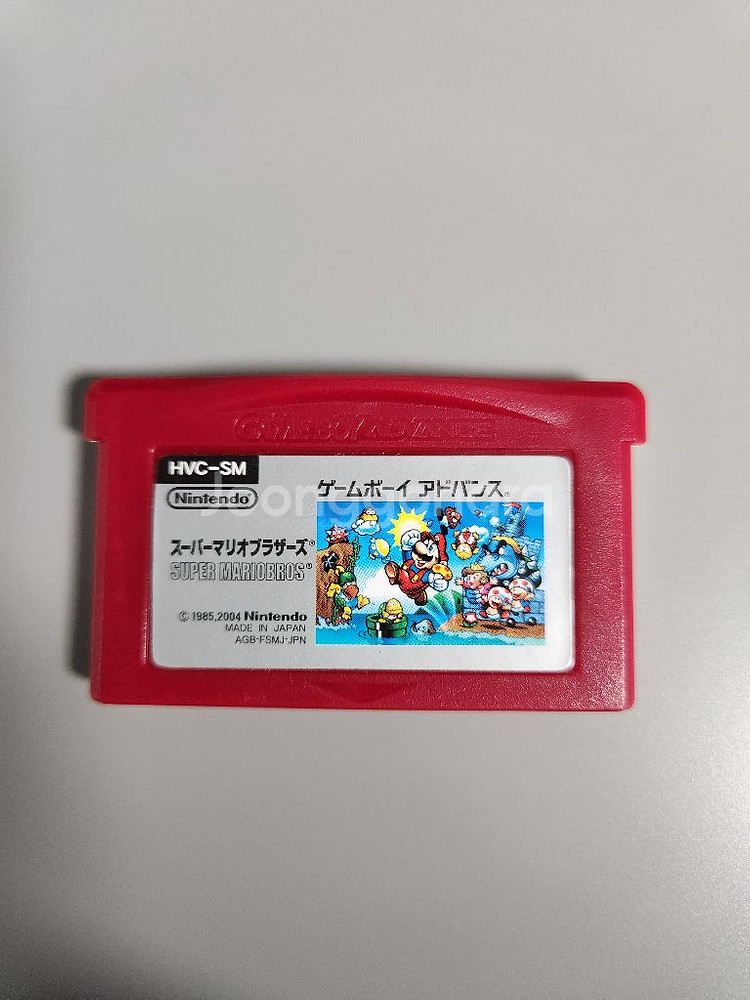 GAME BOY ADVANCE
HVC-SM
Nintendo®
ゲームボーイ アドバンス®
Joonggonara
スーパーマリオブラザーズ®
SUPER MARIOBROS®
© 1985,2004 Nintendo
MADE IN JAPAN
AGB-FSMJ-JPN